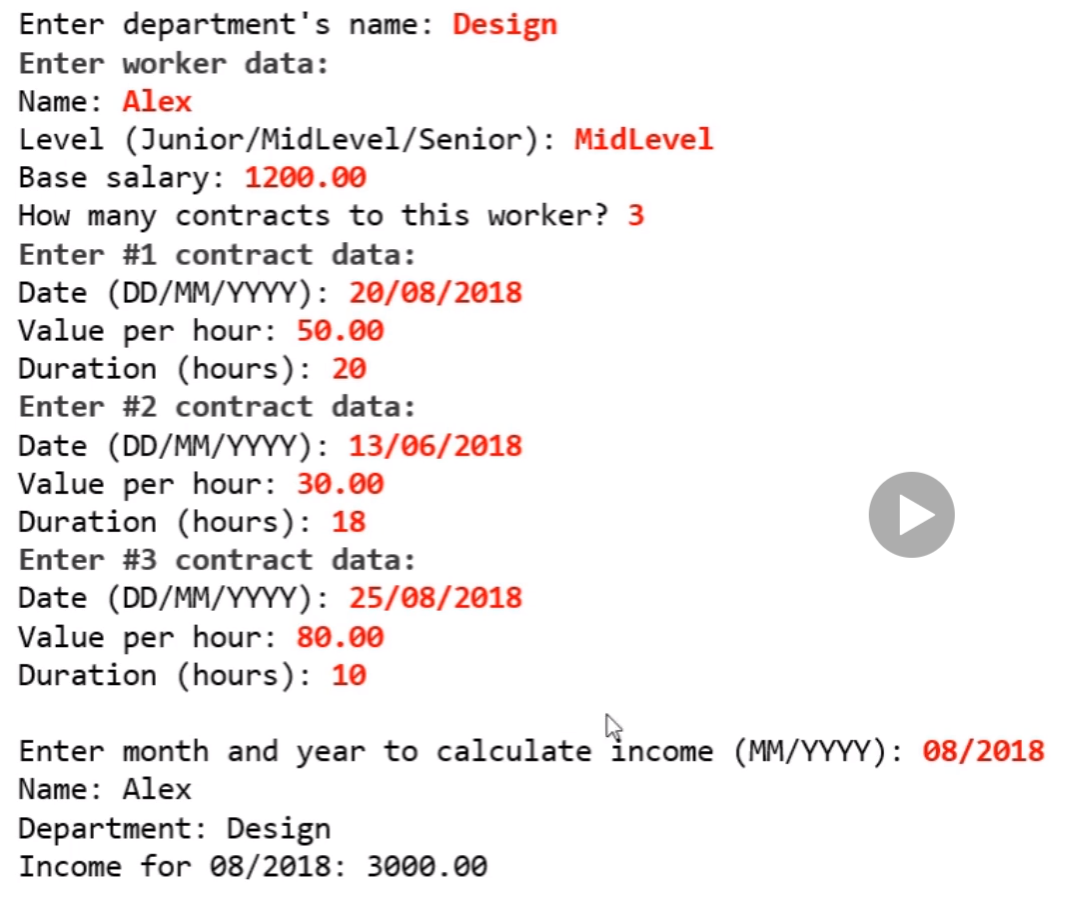 Enter department's name: Design
Enter worker data:
Name: Alex
Level (Junior/MidLevel/Senior): MidLevel
Base salary: 1200.00
How many contracts to this worker? 3
Enter #1 contract data:
Date (DD/MM/YYYY): 20/08/2018
Value per hour: 50.00
Duration (hours): 20
Enter #2 contract data:
Date (DD/MM/YYYY): 13/06/2018
Value per hour: 30.00
Duration (hours): 18
Enter #3 contract data:
Date (DD/MM/YYYY): 25/08/2018
Value per hour: 80.00
Duration (hours): 10
Enter month and year to calculate income (MM/YYYY): 08/2018
Name: Alex
Department: Design
Income for 08/2018: 3000.00